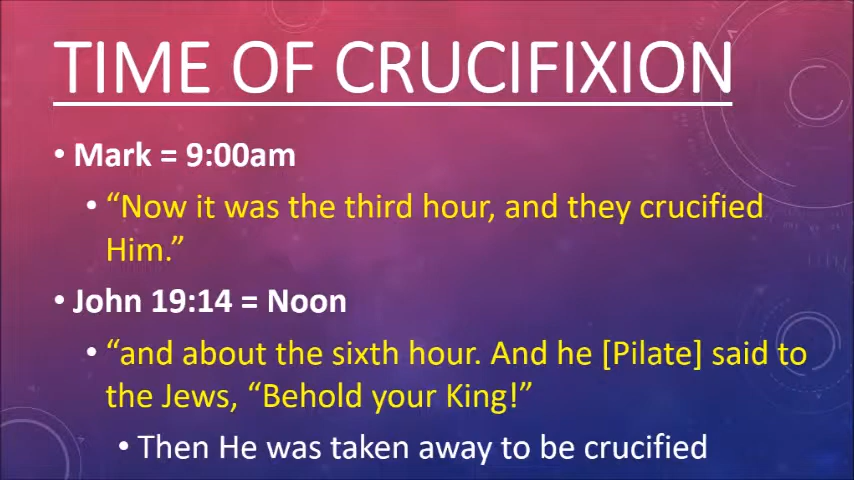 TIME OF CRUCIFIXION
• Mark = 9:00am
• “Now it was the third hour, and they crucified
Him.”
• John 19:14 = Noon
• “and about the sixth hour. And he [Pilate] said to
the Jews, “Behold your King!”
• Then He was taken away to be crucified